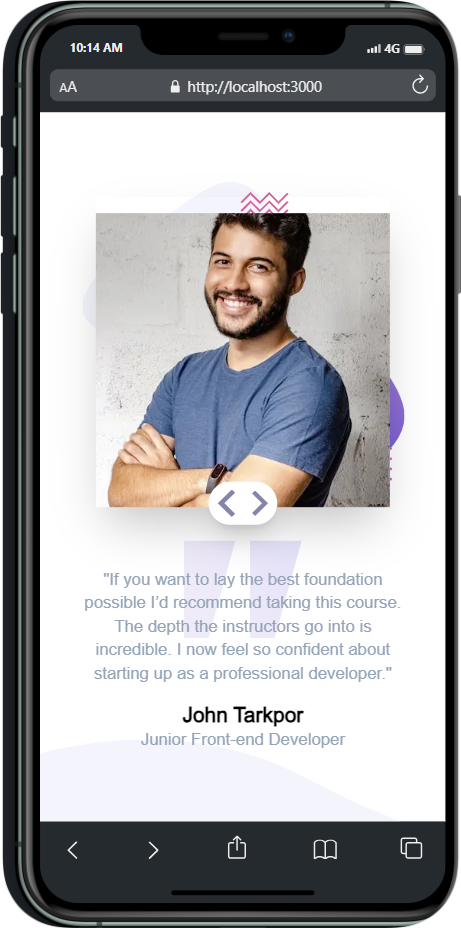 10:14 AM
4G
AA
http://localhost:3000
"If you want to lay the best foundation
possible I’d recommend taking this course.
The depth the instructors go into is
incredible. I now feel so confident about
starting up as a professional developer."
John Tarkpor
Junior Front-end Developer